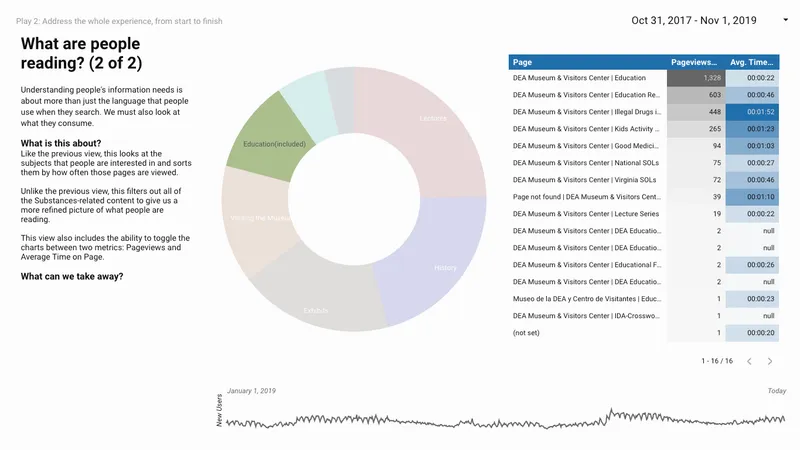 Play 2: Address the whole experience, from start to finish
Oct 31, 2017 - Nov 1, 2019
What are people
reading? (2 of 2)
Understanding people's information needs is
about more than just the language that people
use when they search. We must also look at
what they consume.
What is this about?
Like the previous view, this looks at the
subjects that people are interested in and sorts
them by how often those pages are viewed.
Unlike the previous view, this filters out all of
the Substances-related content to give us a
more refined picture of what people are
reading.
This view also includes the ability to toggle the
charts between two metrics: Pageviews and
Average Time on Page.
What can we take away?
Lectures
Education(included)
Visiting the Museum
History
Exhibits
Page Pageviews… Avg. Time…
DEA Museum & Visitors Center | Education 1,328 00:00:22
DEA Museum & Visitors Center | Education Re… 603 00:00:46
DEA Museum & Visitors Center | Illegal Drugs i… 448 00:01:52
DEA Museum & Visitors Center | Kids Activity … 265 00:01:23
DEA Museum & Visitors Center | Good Medici… 94 00:01:03
DEA Museum & Visitors Center | National SOLs 75 00:00:27
DEA Museum & Visitors Center | Virginia SOLs 72 00:00:46
Page not found | DEA Museum & Visitors Cent… 39 00:01:10
DEA Museum & Visitors Center | Lecture Series 19 00:00:22
DEA Museum & Visitors Center | DEA Educatio… 2 null
DEA Museum & Visitors Center | DEA Educatio… 2 null
DEA Museum & Visitors Center | Educational F… 2 00:00:26
DEA Museum & Visitors Center | DEA Educatio… 2 null
Museo de la DEA y Centro de Visitantes | Educ… 1 00:00:23
DEA Museum & Visitors Center | IDA-Crosswo… 1 null
(not set) 1 00:00:20
1 - 16 / 16
January 1, 2019
Today
New Users